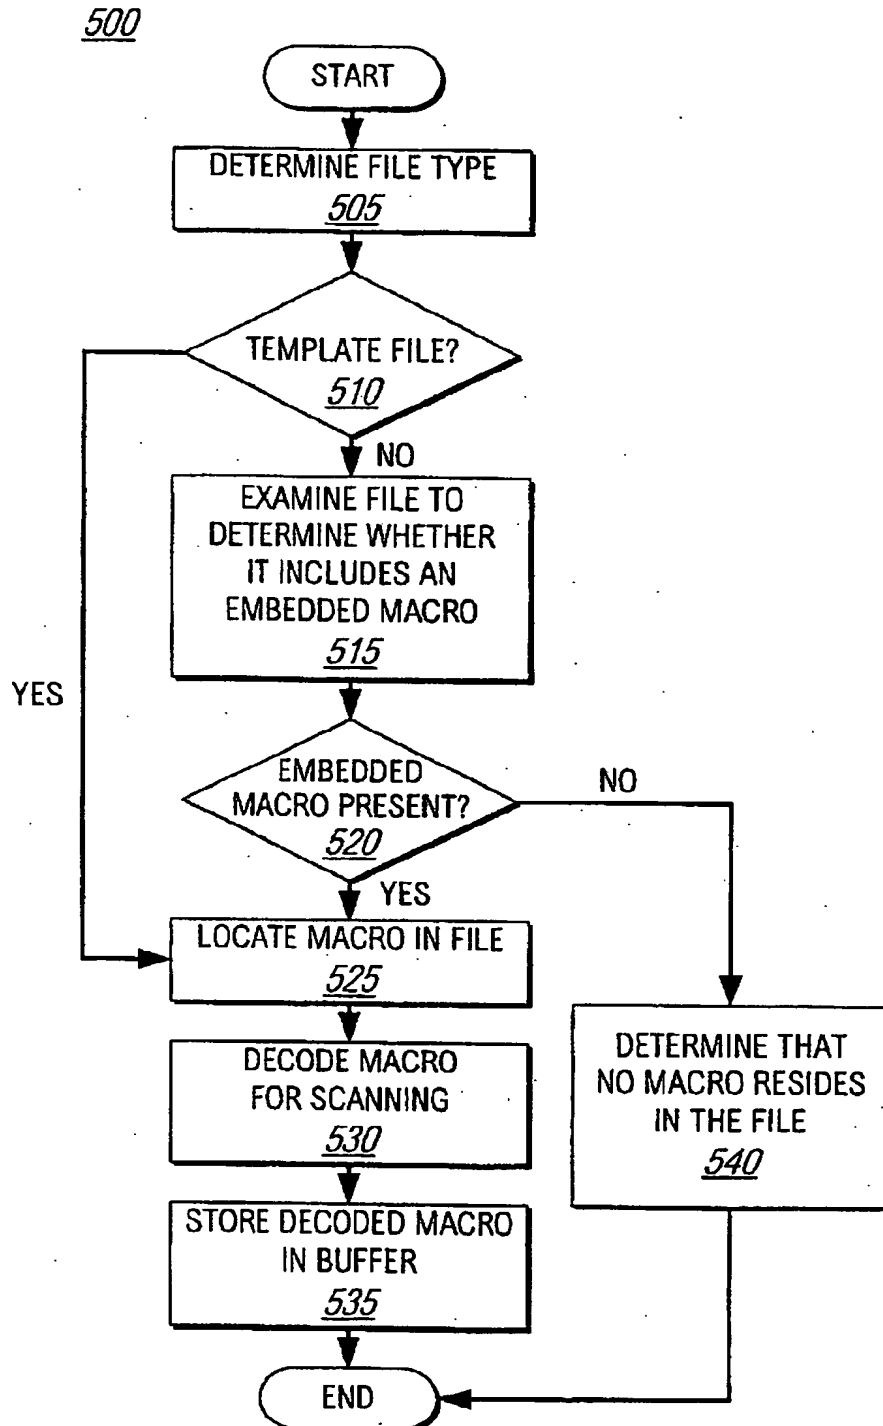 500
START
DETERMINE FILE TYPE
505
TEMPLATE FILE?
510
NO
EXAMINE FILE TO
DETERMINE WHETHER
IT INCLUDES AN
EMBEDDED MACRO
515
YES
EMBEDDED
MACRO PRESENT?
520
NO
YES
LOCATE MACRO IN FILE
525
DECODE MACRO
FOR SCANNING
530
DETERMINE THAT
NO MACRO RESIDES
IN THE FILE
540
STORE DECODED MACRO
IN BUFFER
535
END